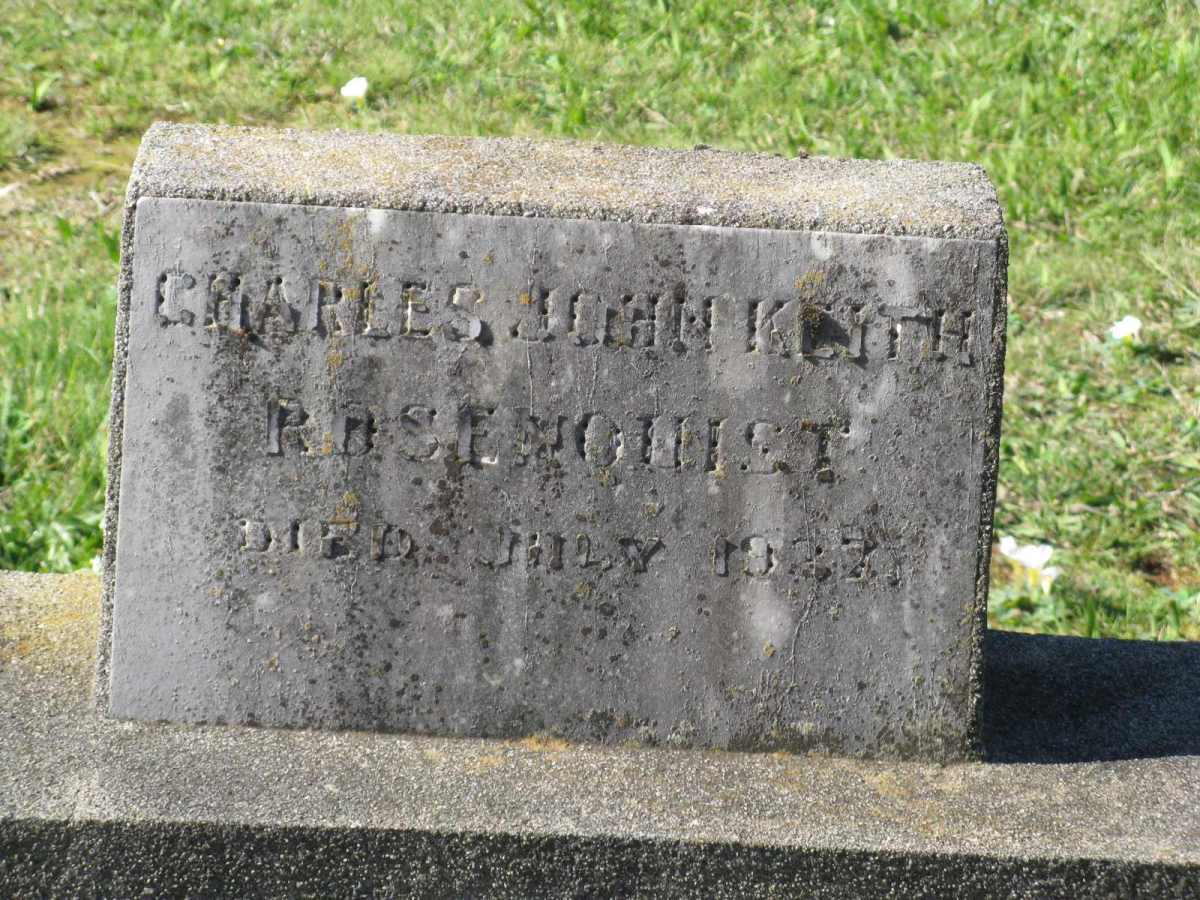 CHARLES JOHN KEITH
ROSENQUIST
DIED JULY